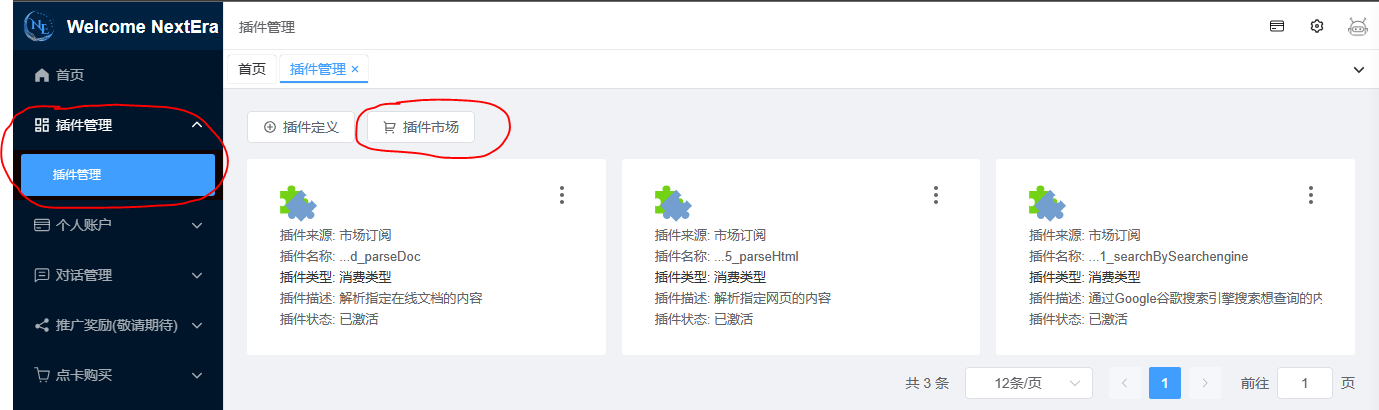 Welcome NextEra
插件管理
首页
插件管理
插件管理
个人账户
对话管理
推广奖励(敬请期待)
点卡购买
首页
插件管理 ×
插件定义
插件市场
插件来源: 市场订阅
插件名称: ...d_parseDoc
插件类型: 消费类型
插件描述: 解析指定在线文档的内容
插件状态: 已激活
插件来源: 市场订阅
插件名称: ...5_parseHtml
插件类型: 消费类型
插件描述: 解析指定网页的内容
插件状态: 已激活
插件来源: 市场订阅
插件名称: ...1_searchBySearchengine
插件类型: 消费类型
插件描述: 通过Google谷歌搜索引擎搜索想查询的内
插件状态: 已激活
共 3 条
12条/页
1
前往 1 页